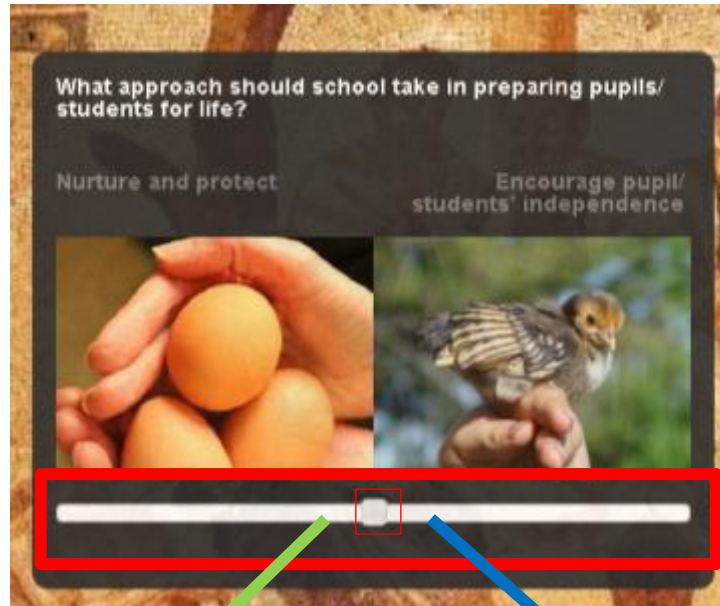 What approach should school take in preparing pupils/
students for life?
Nurture and protect
Encourage pupil/
students' independence